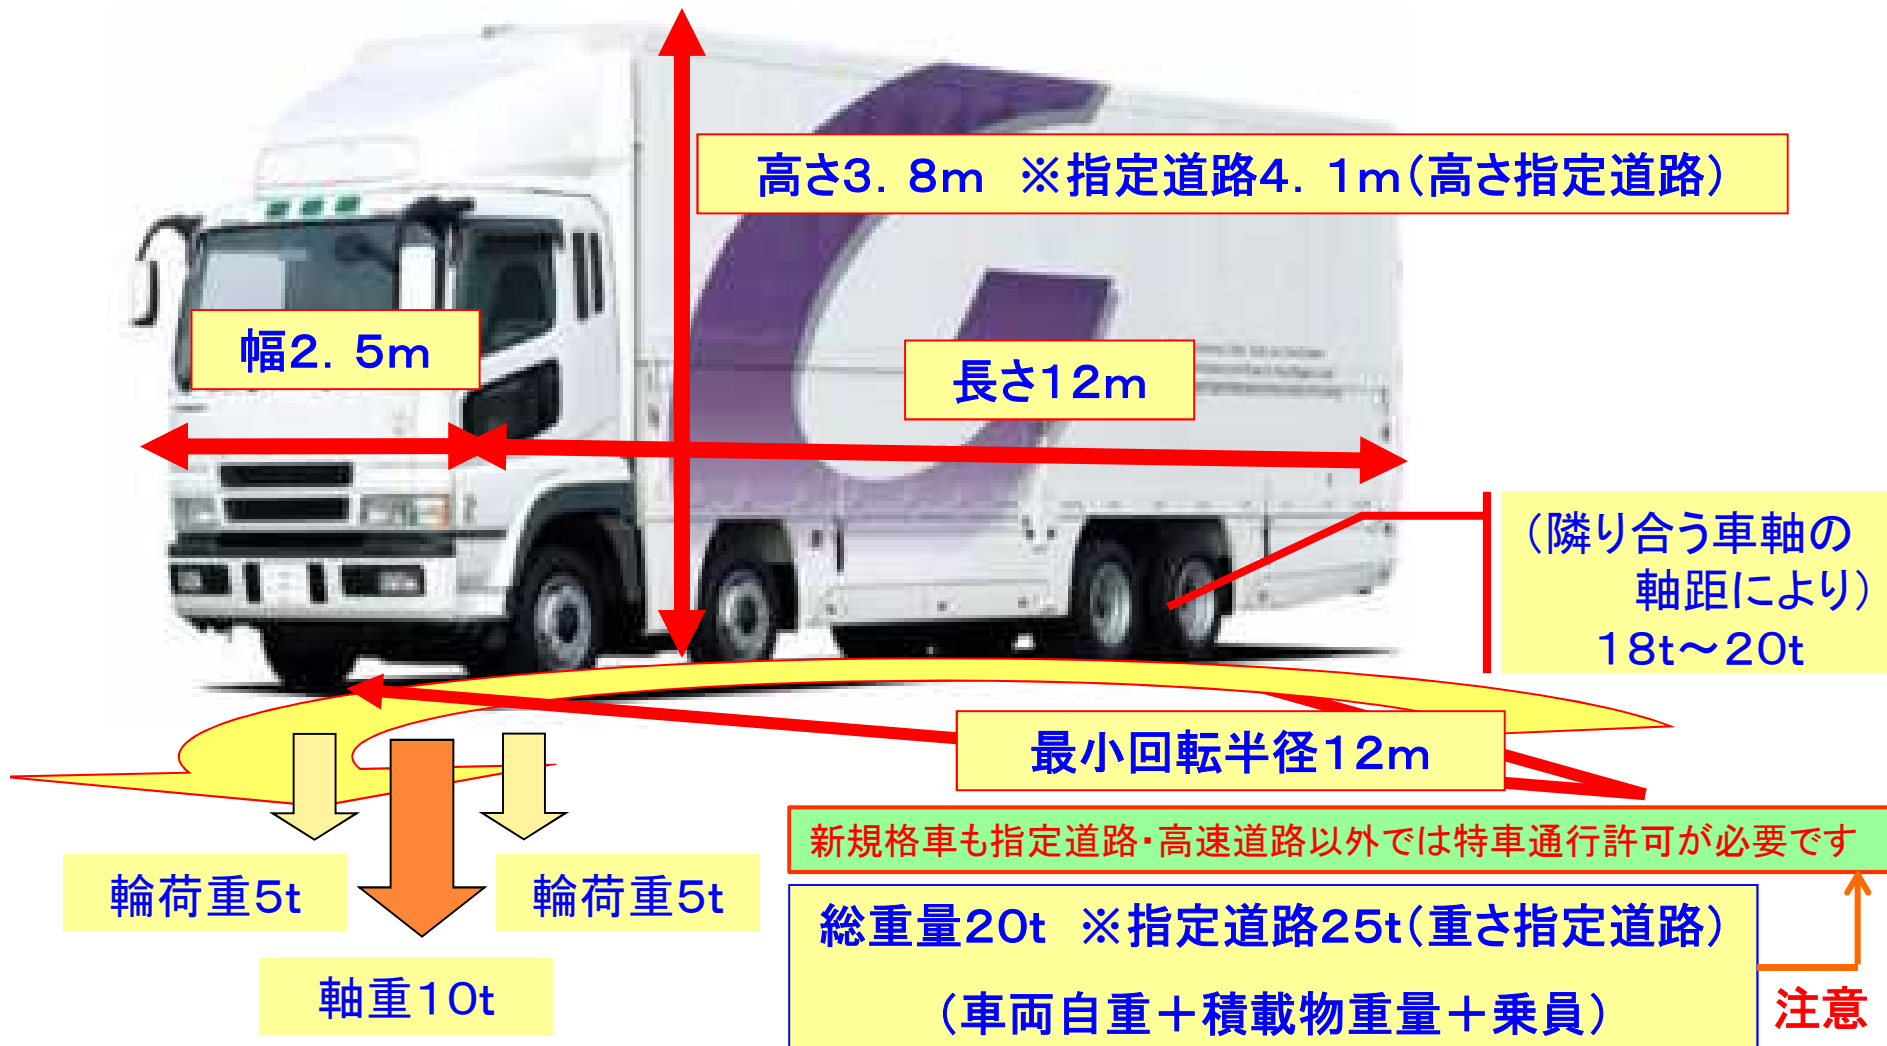 高さ3．8m ※指定道路4．1m(高さ指定道路)
幅2．5m
長さ12m
(隣り合う車軸の
軸距により)
18t～20t
最小回転半径12m
新規格車も指定道路・高速道路以外では特車通行許可が必要です
輪荷重5t
輪荷重5t
軸重10t
総重量20t ※指定道路25t(重さ指定道路)
(車両自重＋積載物重量＋乗員)
注意